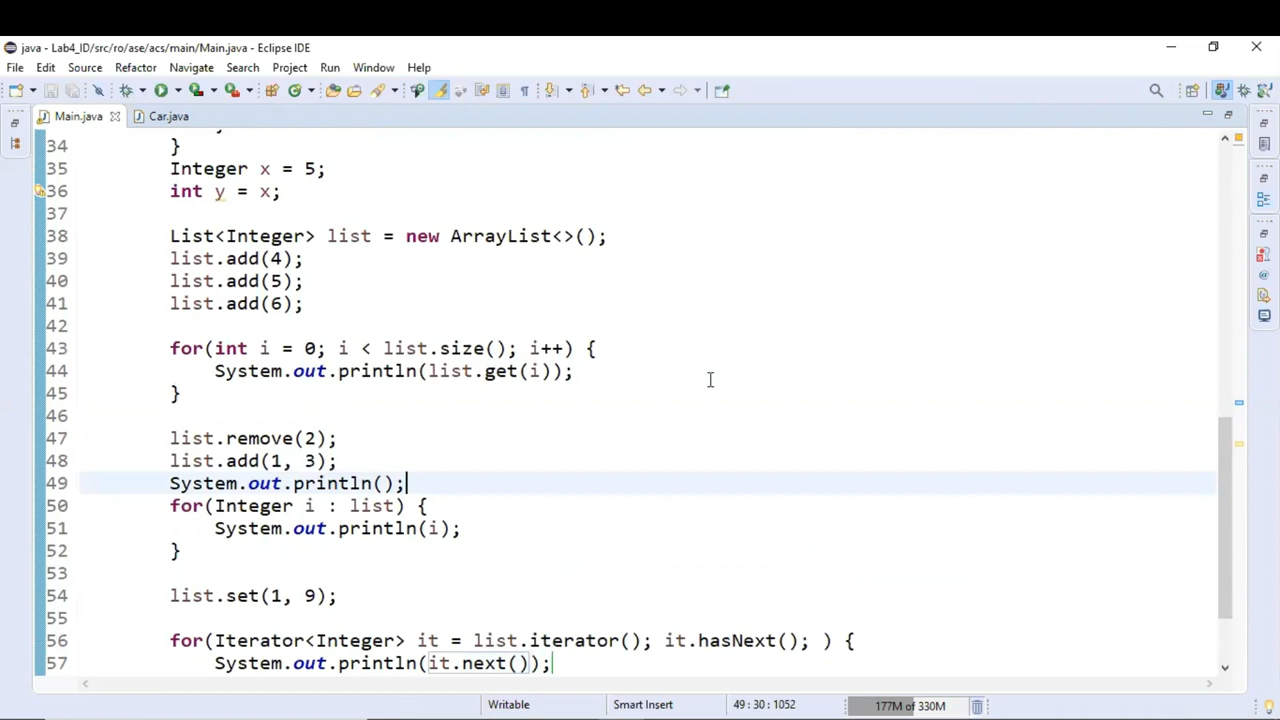 java - Lab4_ID/src/ro/ase/acs/main/Main.java - Eclipse IDE
File Edit Source Refactor Navigate Search Project Run Window Help
Main.java Car.java
34 }
35 Integer x = 5;
36 int y = x;
37
38 List<Integer> list = new ArrayList<>();
39 list.add(4);
40 list.add(5);
41 list.add(6);
42
43 for(int i = 0; i < list.size(); i++) {
44 System.out.println(list.get(i));
45 }
46
47 list.remove(2);
48 list.add(1, 3);
49 System.out.println();
50 for(Integer i : list) {
51 System.out.println(i);
52 }
53
54 list.set(1, 9);
55
56 for(Iterator<Integer> it = list.iterator(); it.hasNext(); ) {
57 System.out.println(it.next());
Writable Smart Insert 49 : 30 : 1052 177M of 330M